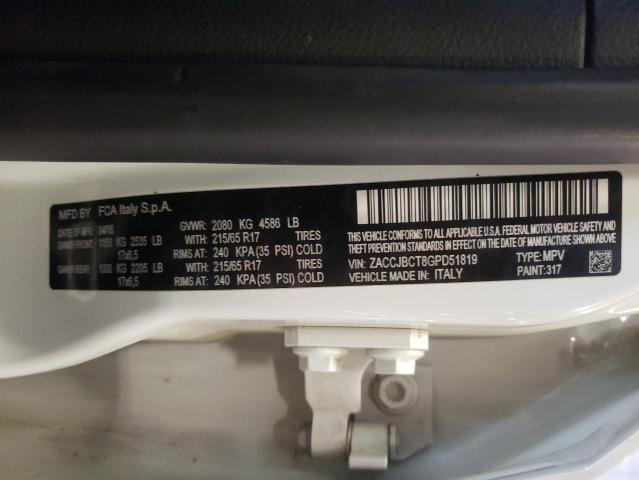 MFD BY FCA Italy S.p.A.
DATE OF MFR. 04/16 GVWR: 2080 KG 4586 LB
GAWR FRONT: 1150 KG 2535 LB WITH: 215/65 R17 TIRES
17x6,5 RIMS AT: 240 KPA (35 PSI) COLD
GAWR REAR: 1000 KG 2205 LB WITH: 215/65 R17 TIRES
17x6,5 RIMS AT: 240 KPA (35 PSI) COLD
THIS VEHICLE CONFORMS TO ALL APPLICABLE U.S.A. FEDERAL MOTOR VEHICLE SAFETY AND
THEFT PREVENTION STANDARDS IN EFFECT ON THE DATE OF MANUFACTURE SHOWN ABOVE.
VIN: ZACCJBCT8GPD51819 TYPE: MPV
VEHICLE MADE IN: ITALY PAINT: 317